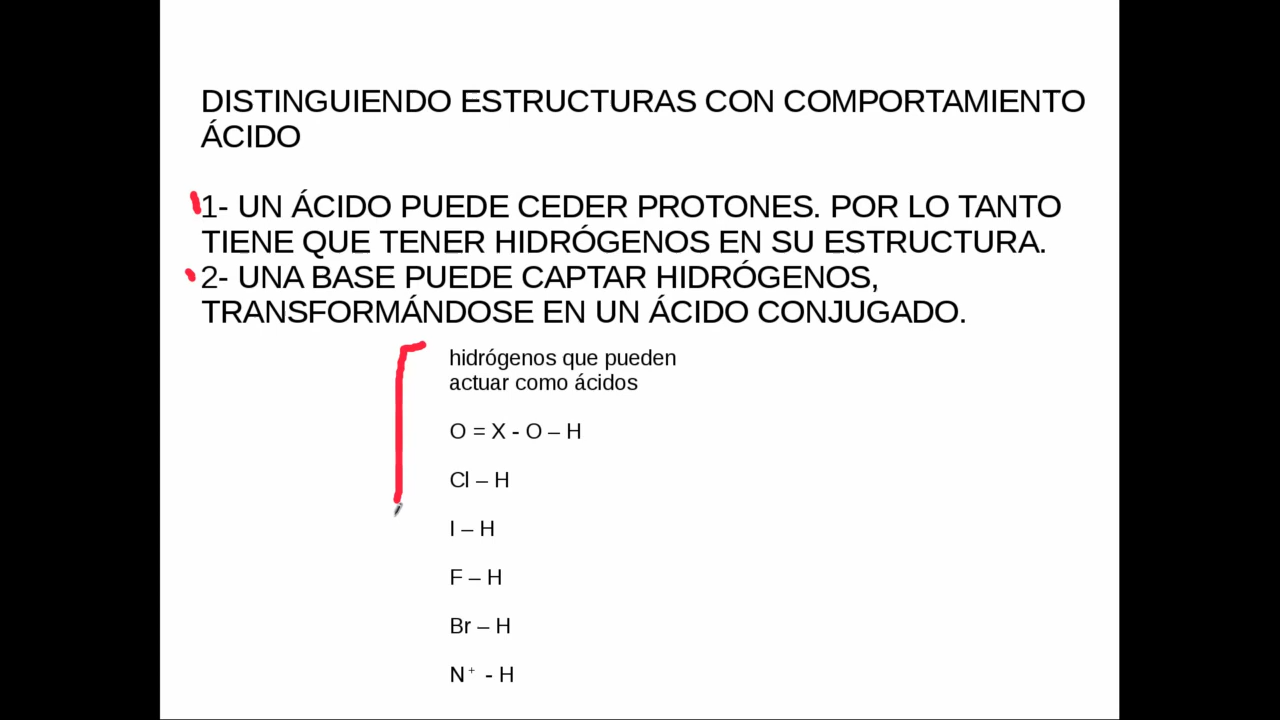 DISTINGUIENDO ESTRUCTURAS CON COMPORTAMIENTO
ÁCIDO
1- UN ÁCIDO PUEDE CEDER PROTONES. POR LO TANTO
TIENE QUE TENER HIDRÓGENOS EN SU ESTRUCTURA.
2- UNA BASE PUEDE CAPTAR HIDRÓGENOS,
TRANSFORMÁNDOSE EN UN ÁCIDO CONJUGADO.
hidrógenos que pueden
actuar como ácidos
O = X - O – H
Cl – H
I – H
F – H
Br – H
N⁺ - H